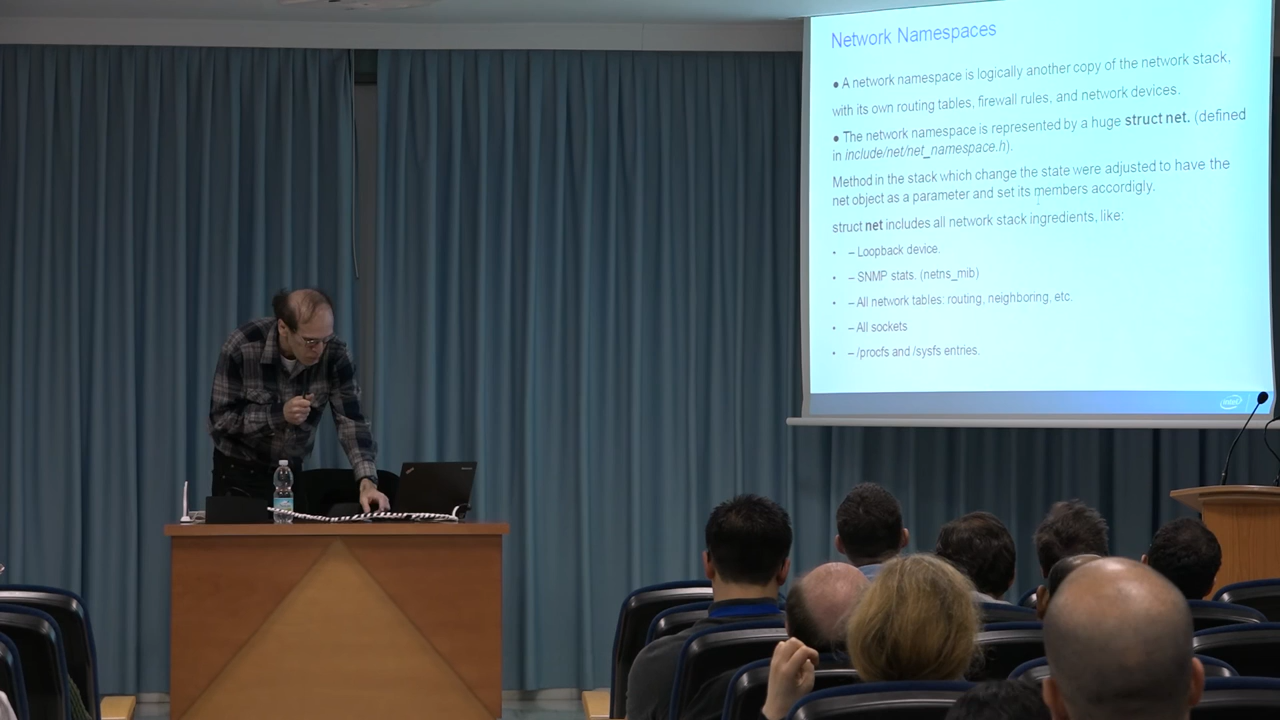 Network Namespaces
● A network namespace is logically another copy of the network stack,
with its own routing tables, firewall rules, and network devices.
● The network namespace is represented by a huge struct net. (defined
in include/net/net_namespace.h).
Method in the stack which change the state were adjusted to have the
net object as a parameter and set its members accordigly.
struct net includes all network stack ingredients, like:
• – Loopback device.
• – SNMP stats. (netns_mib)
• – All network tables: routing, neighboring, etc.
• – All sockets
• – /procfs and /sysfs entries.
intel